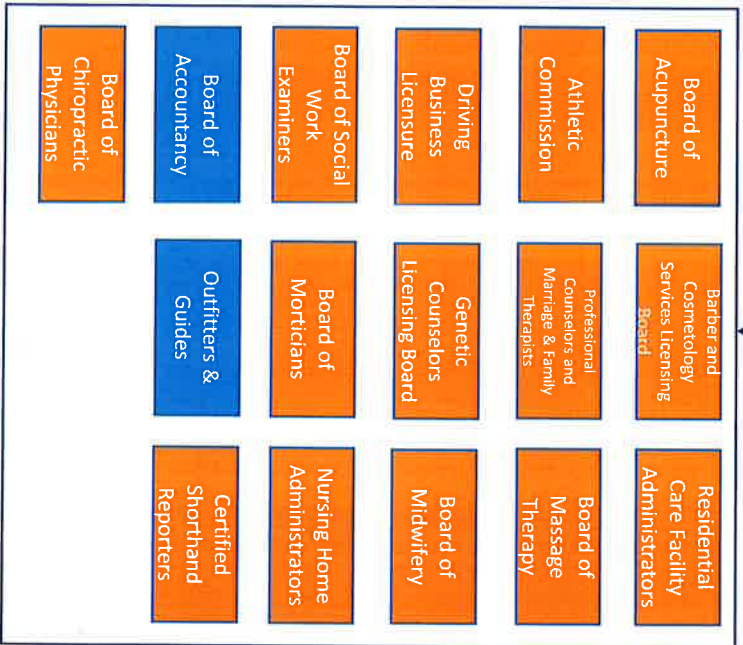 Board of
Acupuncture
Barber and
Cosmetology
Services Licensing
Board
Residential
Care Facility
Administrators
Athletic
Commission
Professional
Counselors and
Marriage & Family
Therapists
Board of
Massage
Therapy
Driving
Business
Licensure
Genetic
Counselors
Licensing Board
Board of
Midwifery
Board of Social
Work
Examiners
Board of
Morticians
Nursing Home
Administrators
Board of
Accountancy
Outfitters &
Guides
Certified
Shorthand
Reporters
Board of
Chiropractic
Physicians